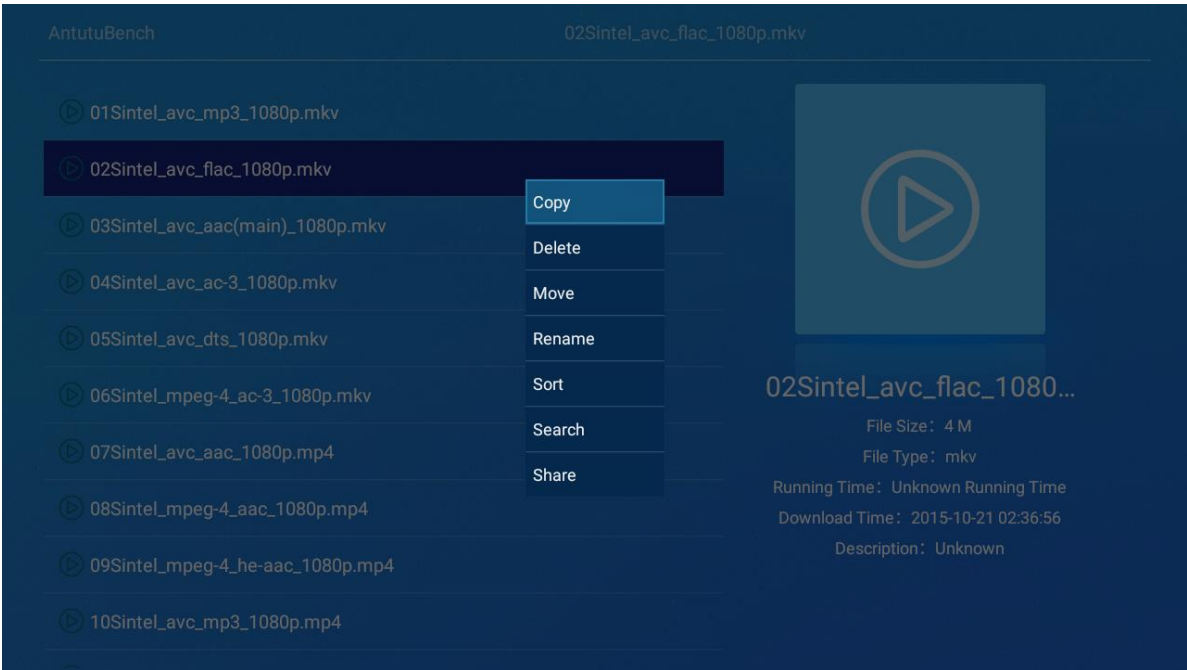 AntutuBench
02Sintel_avc_flac_1080p.mkv
01Sintel_avc_mp3_1080p.mkv
02Sintel_avc_flac_1080p.mkv
03Sintel_avc_aac(main)_1080p.mkv
04Sintel_avc_ac-3_1080p.mkv
05Sintel_avc_dts_1080p.mkv
06Sintel_mpeg-4_ac-3_1080p.mkv
07Sintel_avc_aac_1080p.mp4
08Sintel_mpeg-4_aac_1080p.mp4
09Sintel_mpeg-4_he-aac_1080p.mp4
10Sintel_avc_mp3_1080p.mp4
Copy
Delete
Move
Rename
Sort
Search
Share
02Sintel_avc_flac_1080...
File Size：4 M
File Type：mkv
Running Time：Unknown Running Time
Download Time：2015-10-21 02:36:56
Description：Unknown